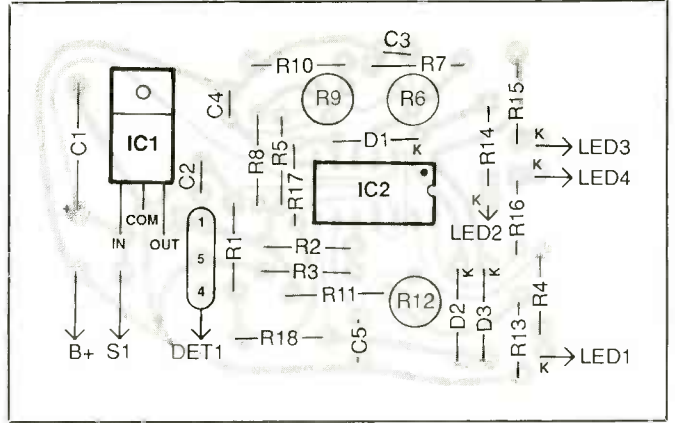 C3
R10
R7
R9
R6
R15
C1
C4
IC1
R8
R5
D1
K
R14
K
LED3
K
LED4
C2
R17
IC2
K
LED2
R16
COM
IN
OUT
1
5
4
R1
R2
R3
R11
R12
K
K
D2
D3
R4
R13
B+
S1
DET1
R18
C5
K
LED1